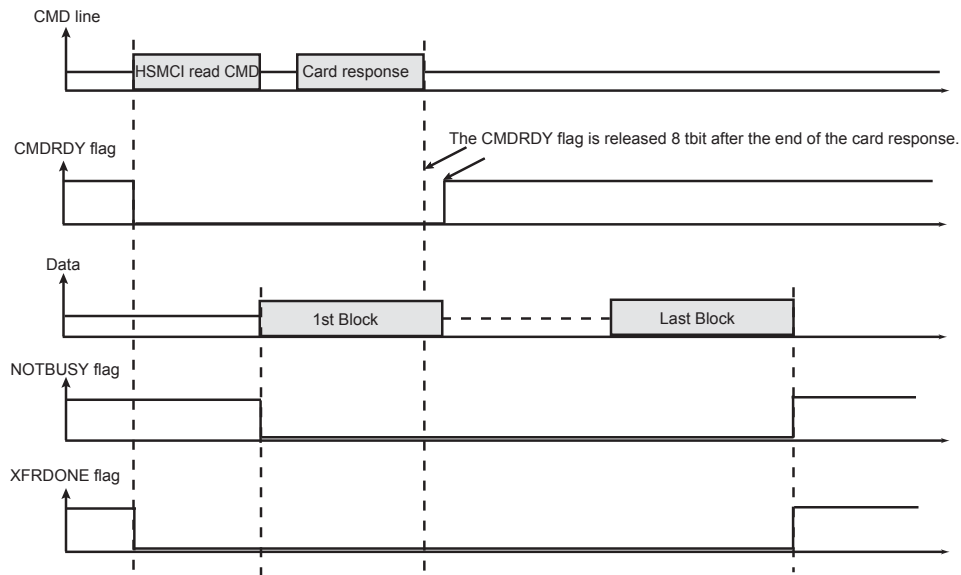 CMD line
HSMCI read CMD
Card response
The CMDRDY flag is released 8 tbit after the end of the card response.
CMDRDY flag
Data
1st Block
Last Block
NOTBUSY flag
XFRDONE flag